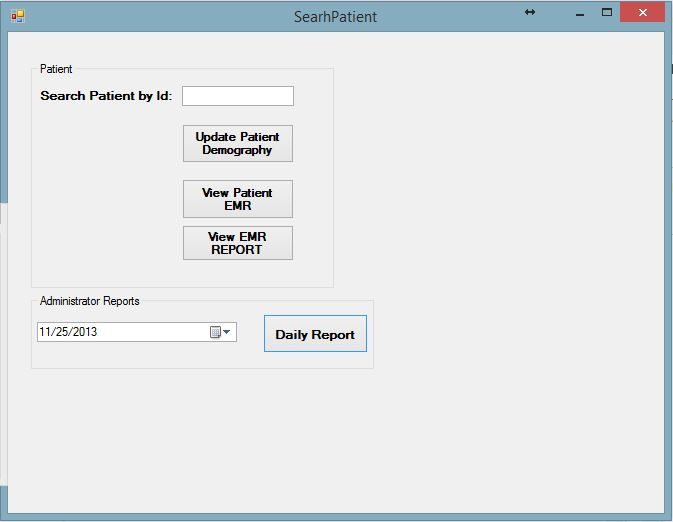 SearhPatient
Patient
Search Patient by Id:
Update Patient
Demography
View Patient
EMR
View EMR
REPORT
Administrator Reports
11/25/2013
Daily Report